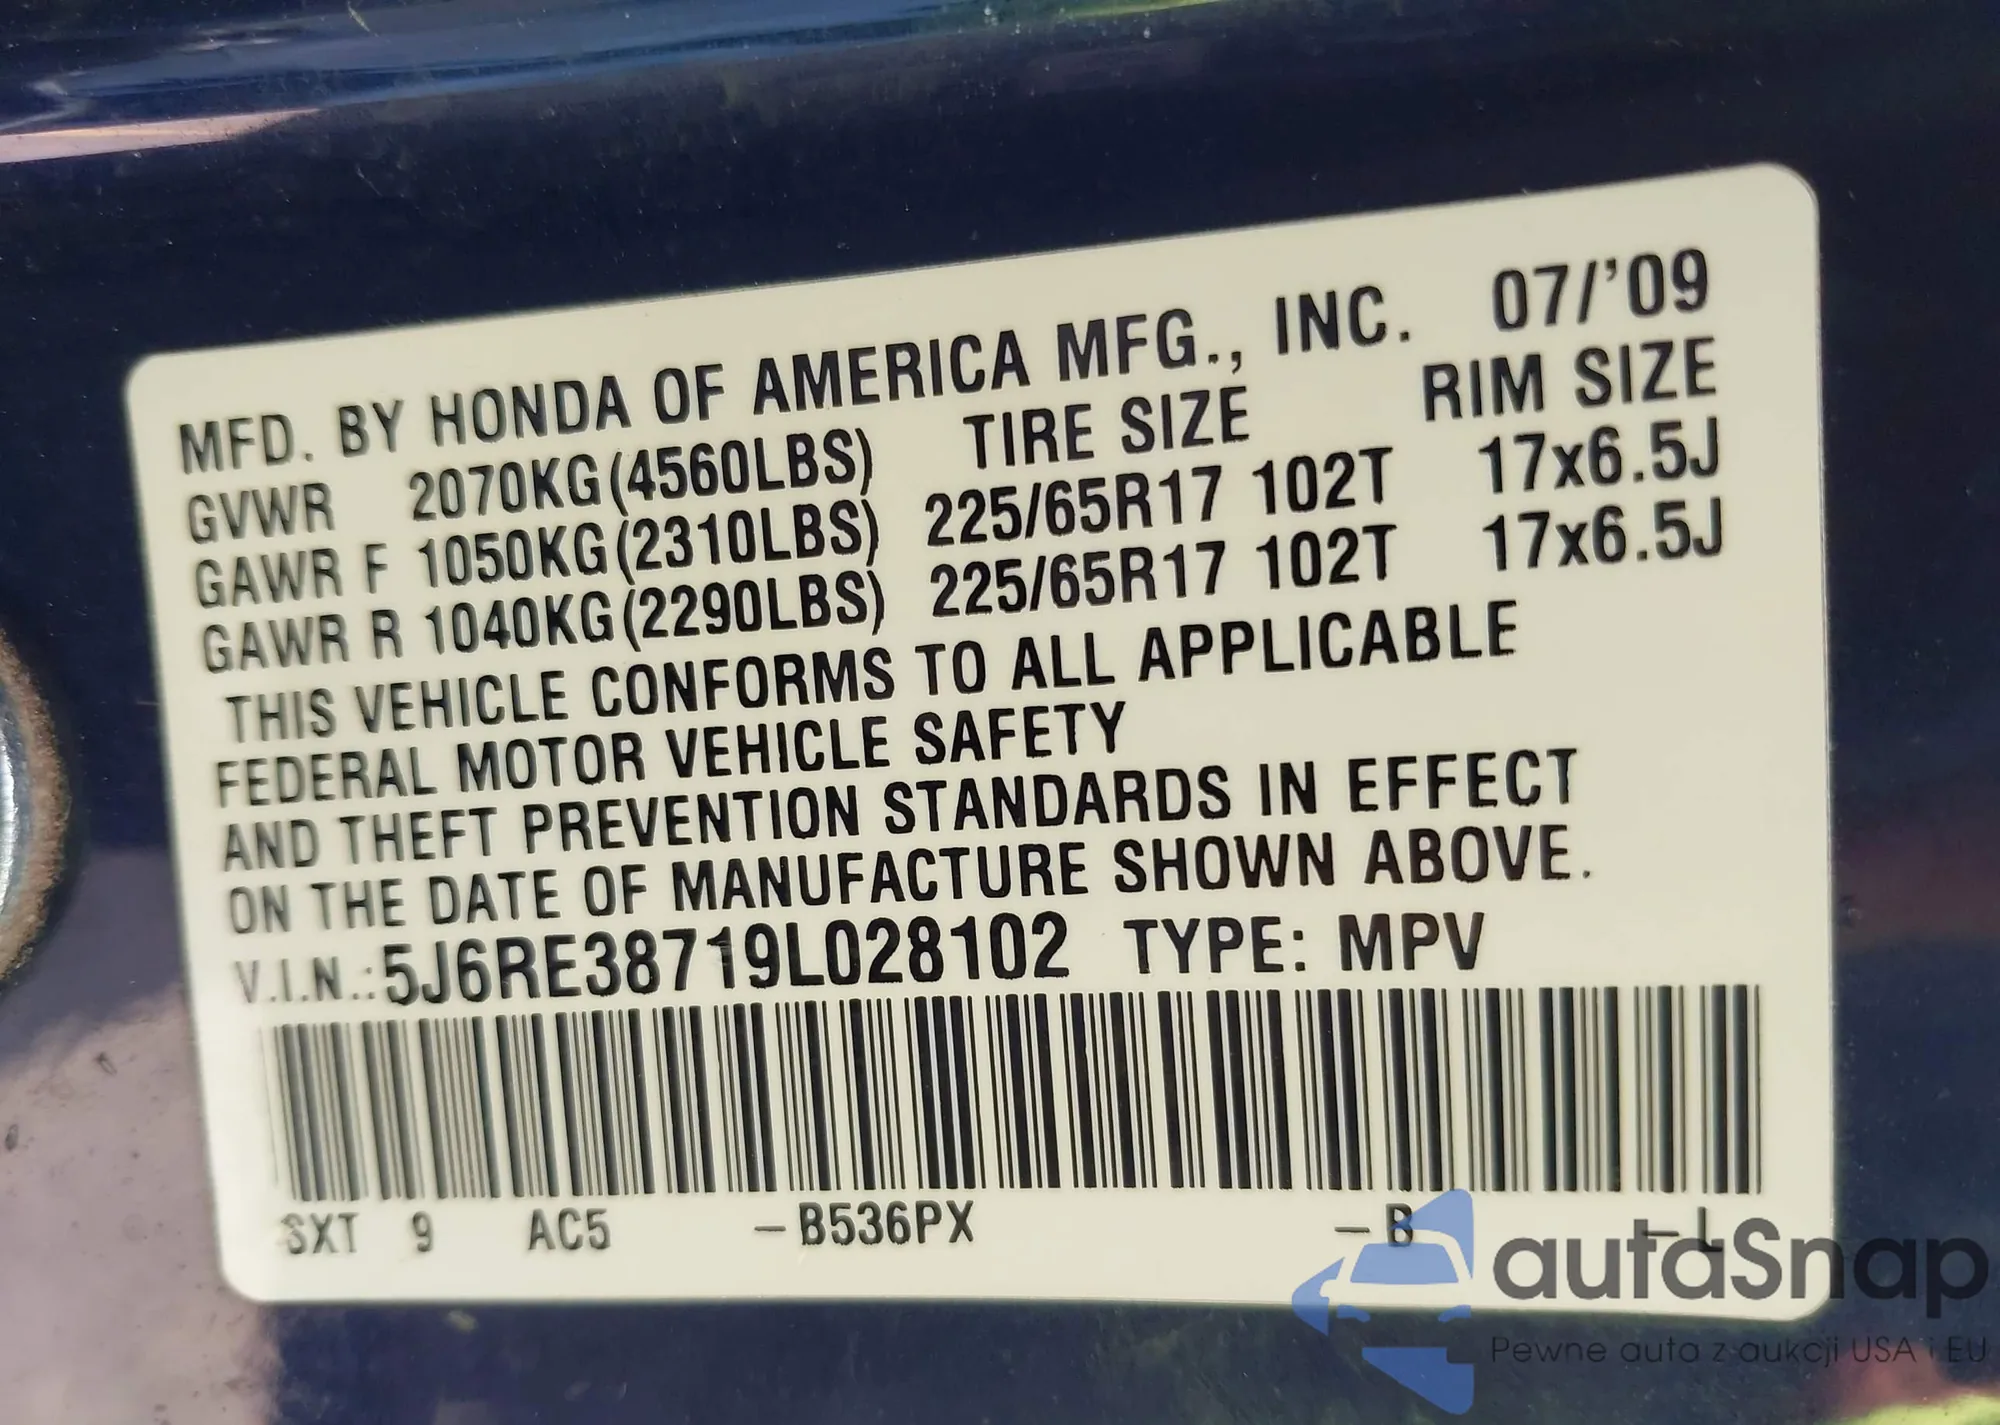 MFD. BY HONDA OF AMERICA MFG., INC. 07/'09
GVWR 2070KG(4560LBS) TIRE SIZE RIM SIZE
GAWR F 1050KG(2310LBS) 225/65R17 102T 17x6.5J
GAWR R 1040KG(2290LBS) 225/65R17 102T 17x6.5J
THIS VEHICLE CONFORMS TO ALL APPLICABLE
FEDERAL MOTOR VEHICLE SAFETY
AND THEFT PREVENTION STANDARDS IN EFFECT
ON THE DATE OF MANUFACTURE SHOWN ABOVE.
V.I.N.:5J6RE38719L028102 TYPE: MPV
SXT 9 AC5 –B536PX –B –L
autaSnap
Pewne auta z aukcji USA i EU